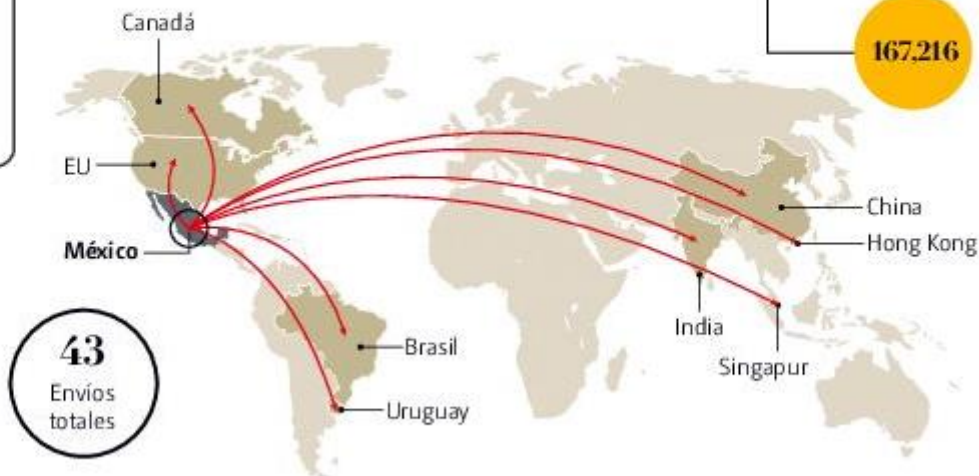 Canadá
167,216
EU
China
Hong Kong
México
India
Singapur
Brasil
Uruguay
43
Envíos
totales